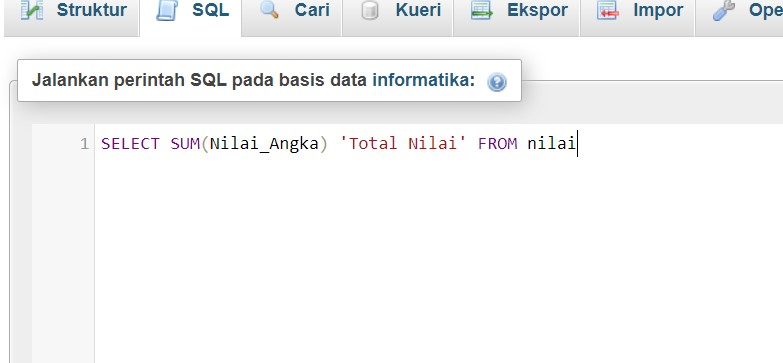 Struktur SQL Cari Kueri Ekspor Impor Ope
Jalankan perintah SQL pada basis data informatika:
1 SELECT SUM(Nilai_Angka) 'Total Nilai' FROM nilai